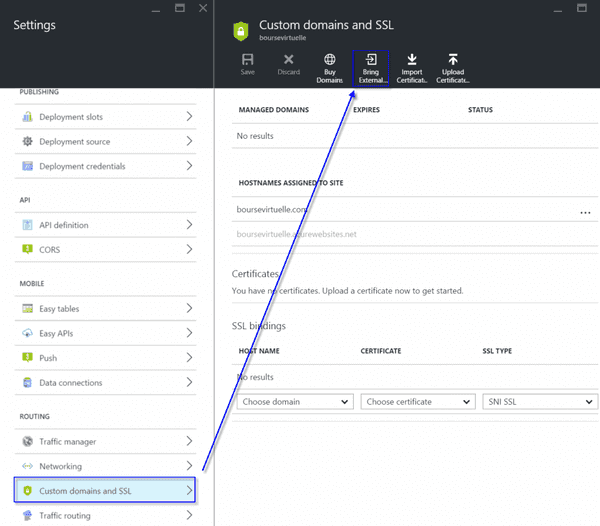 Settings
PUBLISHING
Deployment slots
Deployment source
Deployment credentials
API
API definition
CORS
MOBILE
Easy tables
Easy APIs
Push
Data connections
ROUTING
Traffic manager
Networking
Custom domains and SSL
Traffic routing
Custom domains and SSL
boursevirtuelle
Save
Discard
Buy Domains
Bring External...
Import Certificati..
Upload Certificate...
MANAGED DOMAINS EXPIRES STATUS
No results
HOSTNAMES ASSIGNED TO SITE
boursevirtuelle.com
...
boursevirtuelle.azurewebsites.net
Certificates
You have no certificates. Upload a certificate now to get started.
SSL bindings
HOST NAME CERTIFICATE SSL TYPE
No results
Choose domain Choose certificate SNI SSL